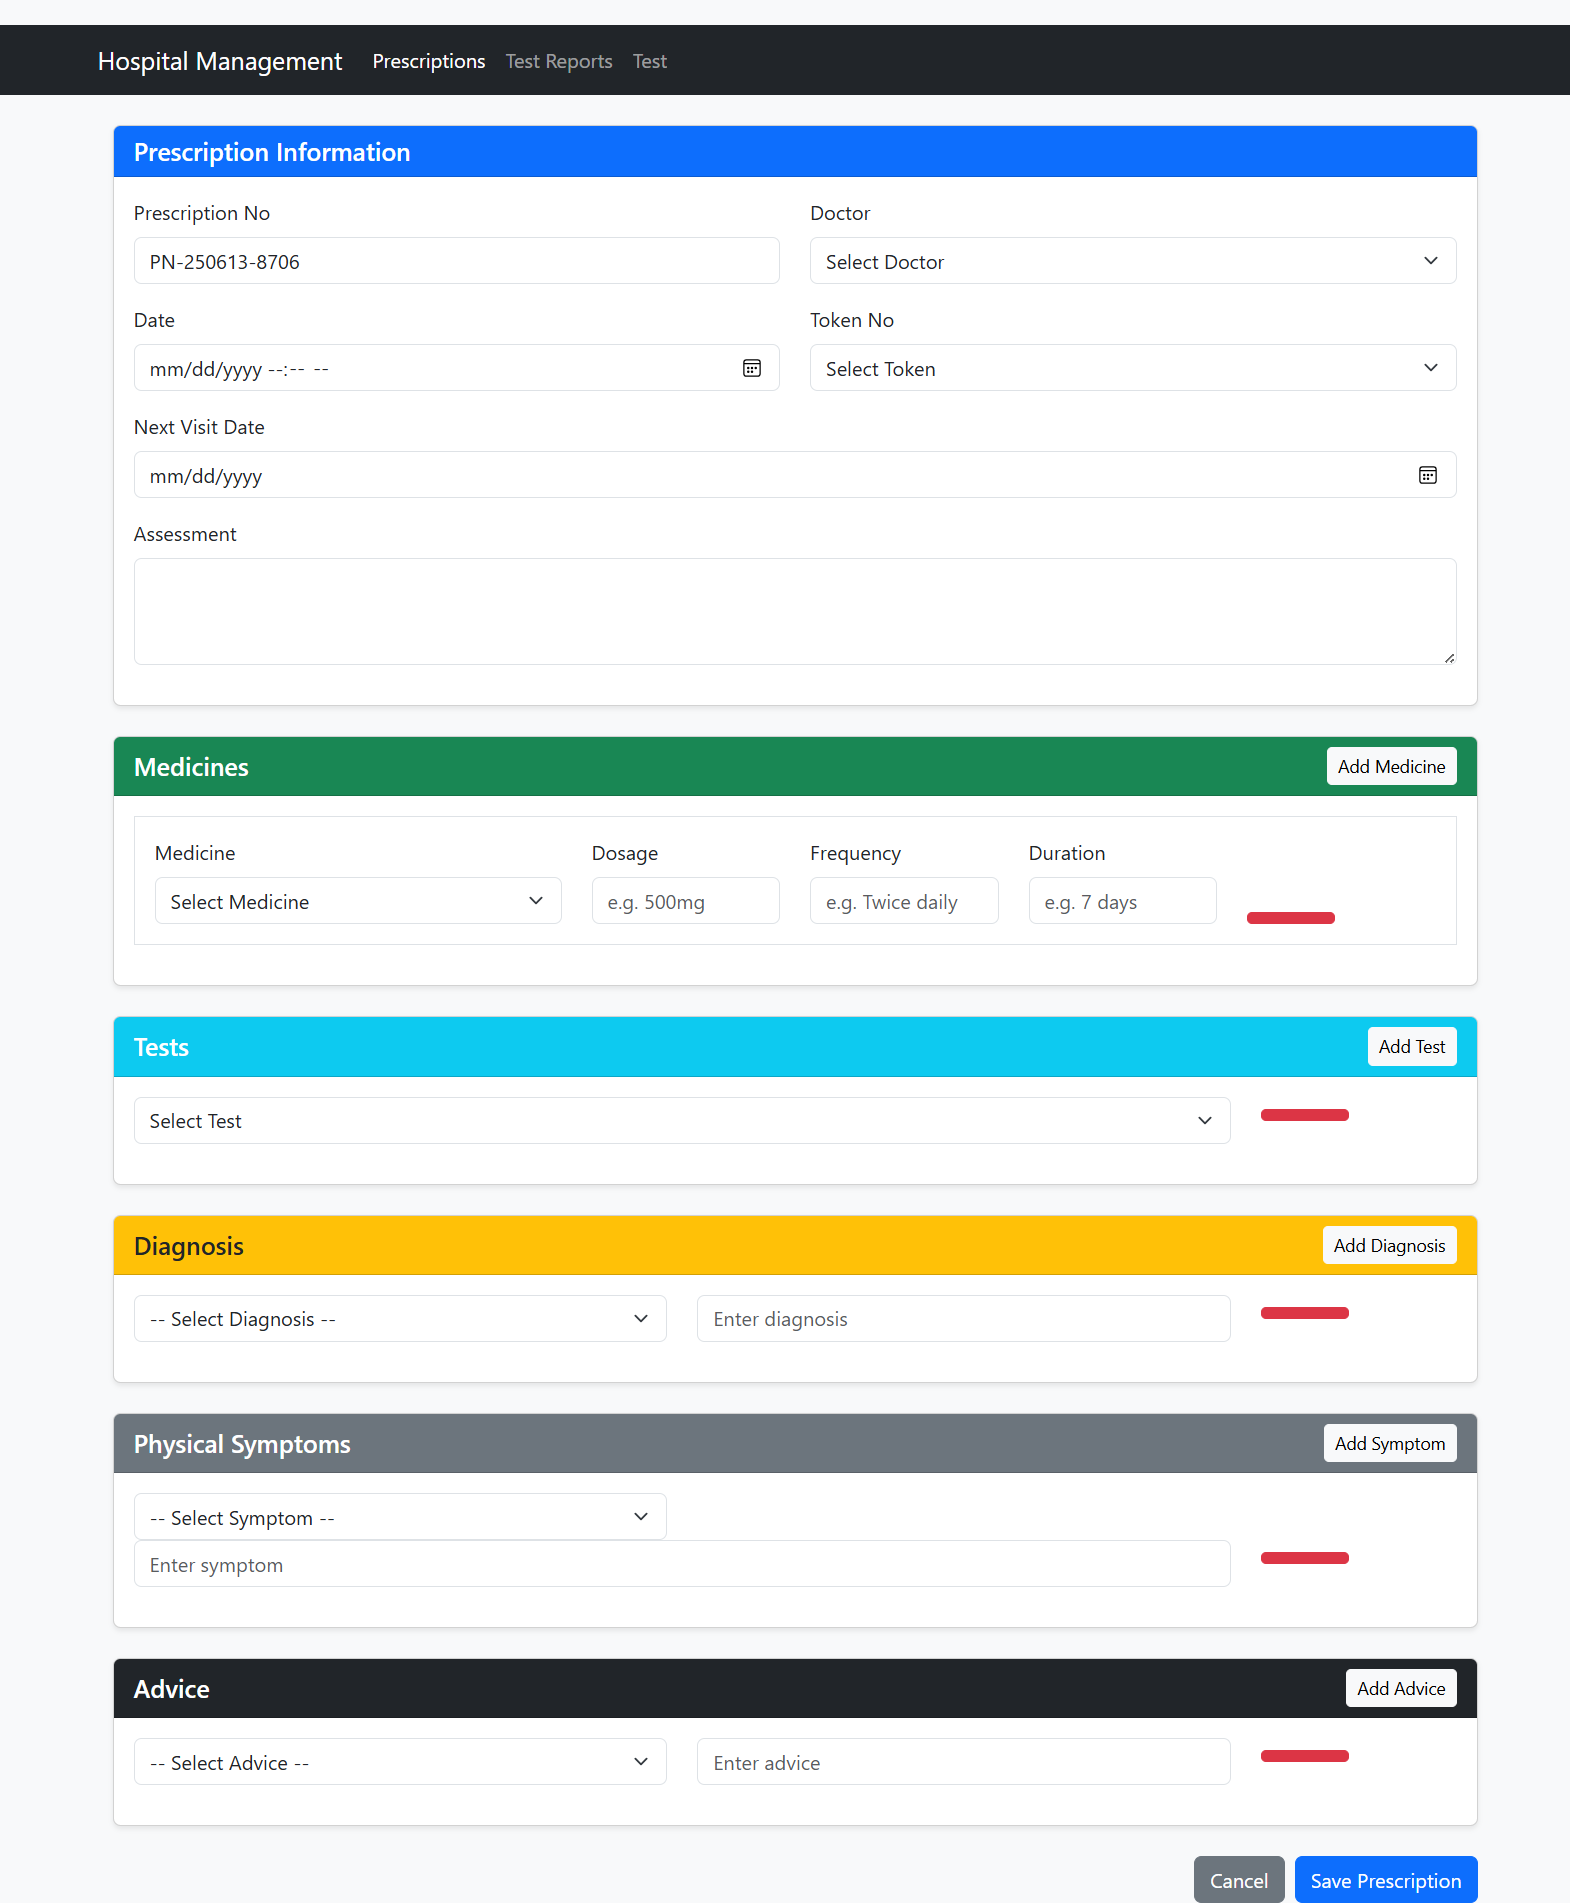 Hospital Management Prescriptions Test Reports Test
Prescription Information
Prescription No Doctor
PN-250613-8706 Select Doctor
Date Token No
mm/dd/yyyy --:-- -- Select Token
Next Visit Date
mm/dd/yyyy
Assessment
Medicines Add Medicine
Medicine Dosage Frequency Duration
Select Medicine e.g. 500mg e.g. Twice daily e.g. 7 days
Tests Add Test
Select Test
Diagnosis Add Diagnosis
-- Select Diagnosis -- Enter diagnosis
Physical Symptoms Add Symptom
-- Select Symptom --
Enter symptom
Advice Add Advice
-- Select Advice -- Enter advice
Cancel Save Prescription